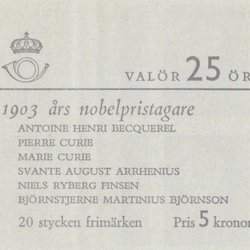 VALÖR 25 ÖR
1903 års nobelpristagare
ANTOINE HENRI BECQUEREL
PIERRE CURIE
MARIE CURIE
SVANTE AUGUST ARRHENIUS
NIELS RYBERG FINSEN
BJÖRNSTJERNE MARTINIUS BJÖRNSON
20 stycken frimärken Pris 5 kronor